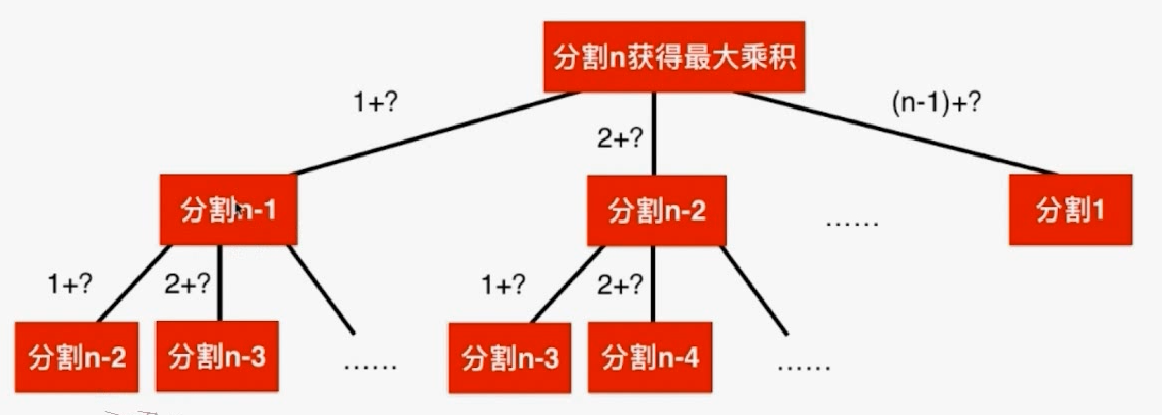 分割n获得最大乘积
1+?
2+?
(n-1)+?
分割n-1
分割n-2
......
分割1
1+?
2+?
1+?
2+?
分割n-2
分割n-3
......
分割n-3
分割n-4
......